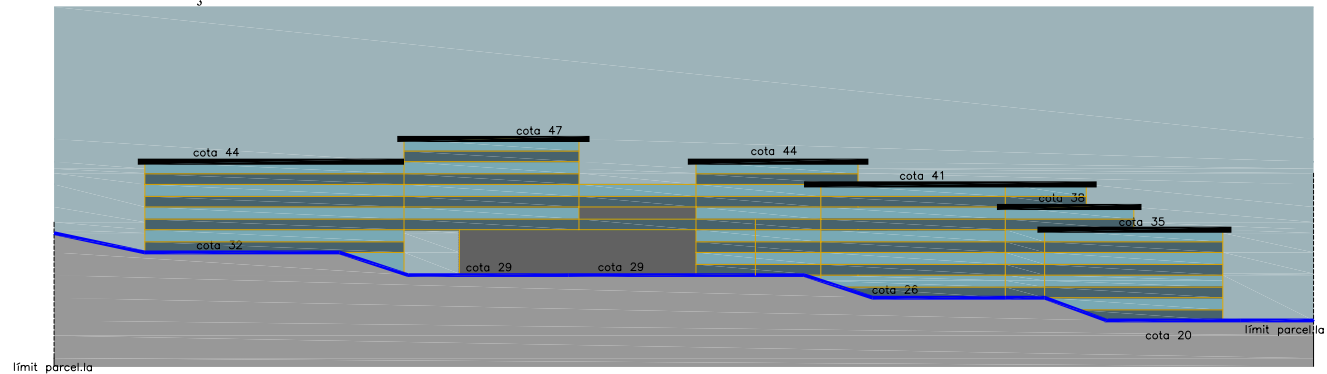 cota 47
cota 44
cota 44
cota 41
cota 38
cota 35
cota 32
cota 29
cota 29
cota 26
cota 20
límit parcel.la
límit parcel.la